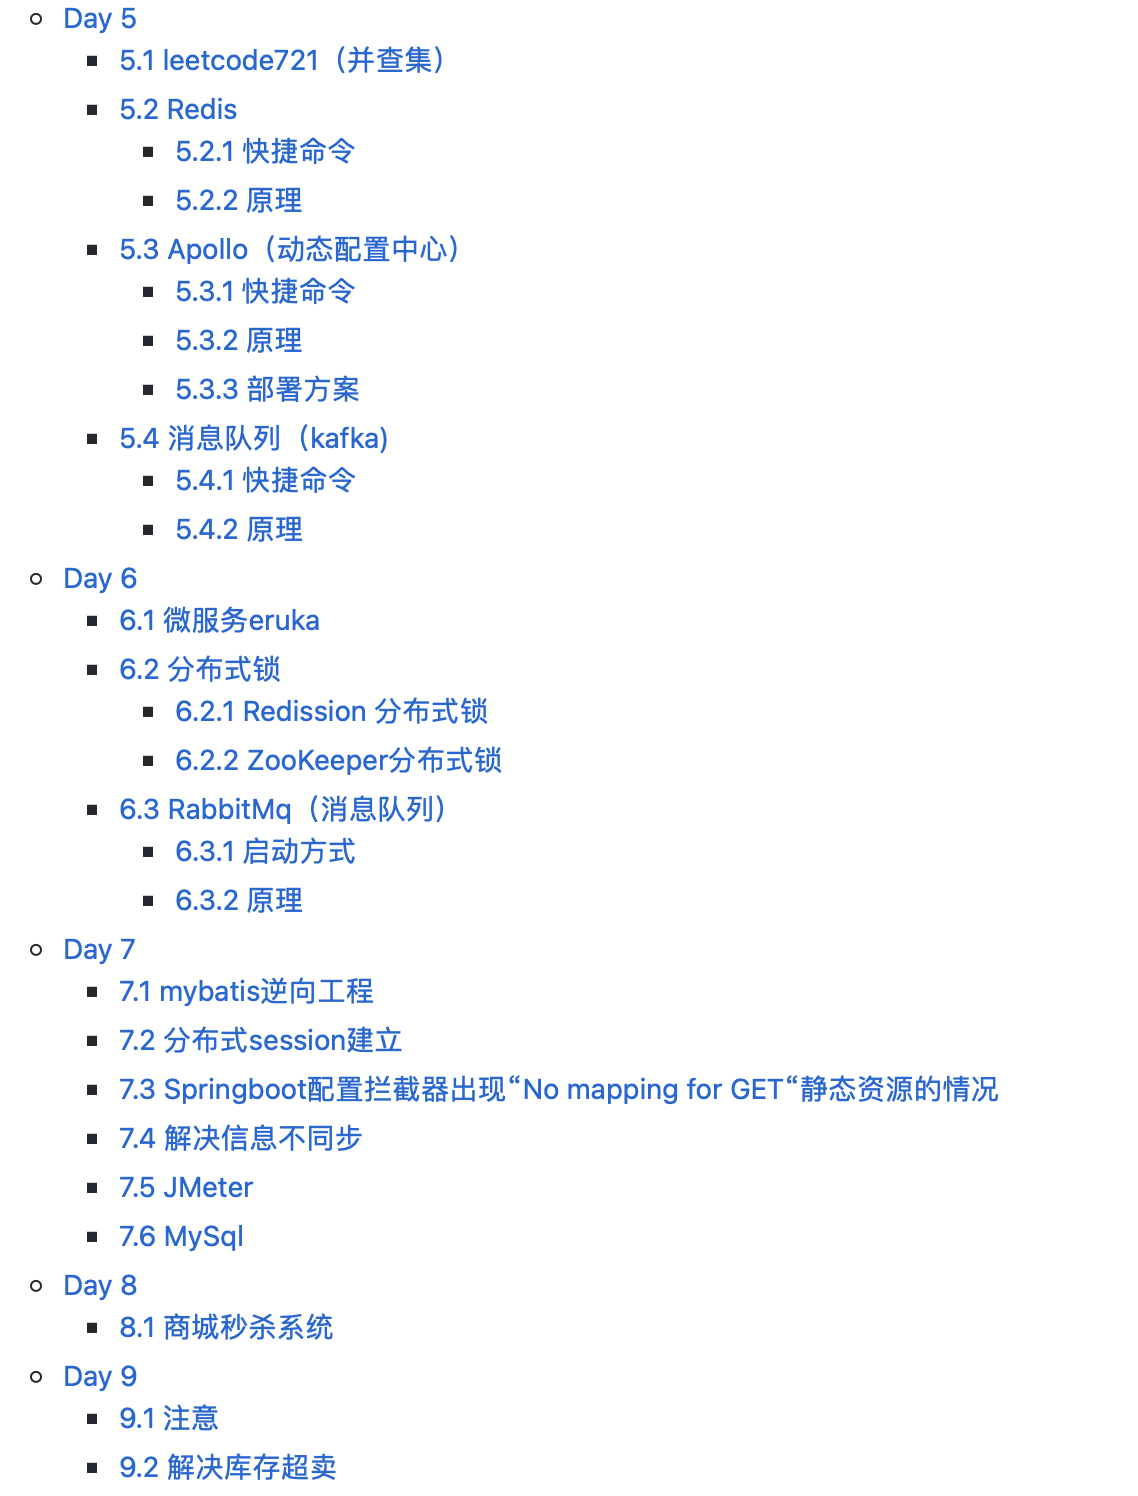 Day 5
5.1 leetcode721（并查集）
5.2 Redis
5.2.1 快捷命令
5.2.2 原理
5.3 Apollo（动态配置中心）
5.3.1 快捷命令
5.3.2 原理
5.3.3 部署方案
5.4 消息队列（kafka)
5.4.1 快捷命令
5.4.2 原理
Day 6
6.1 微服务eruka
6.2 分布式锁
6.2.1 Redission 分布式锁
6.2.2 ZooKeeper分布式锁
6.3 RabbitMq（消息队列）
6.3.1 启动方式
6.3.2 原理
Day 7
7.1 mybatis逆向工程
7.2 分布式session建立
7.3 Springboot配置拦截器出现“No mapping for GET“静态资源的情况
7.4 解决信息不同步
7.5 JMeter
7.6 MySql
Day 8
8.1 商城秒杀系统
Day 9
9.1 注意
9.2 解决库存超卖